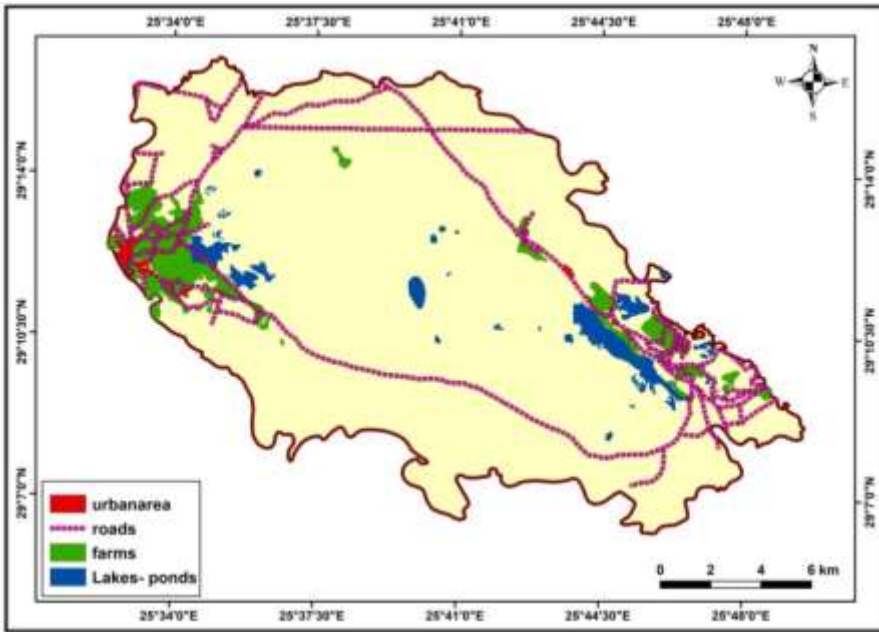 25°34'0"E 25°37'30"E 25°41'0"E 25°44'30"E 25°48'0"E
N
W E
S
29°14'0"N 29°14'0"N
29°10'30"N 29°10'30"N
29°7'0"N 29°7'0"N
urbanarea
roads
farms
Lakes- ponds
0 2 4 6 km
25°34'0"E 25°37'30"E 25°41'0"E 25°44'30"E 25°48'0"E